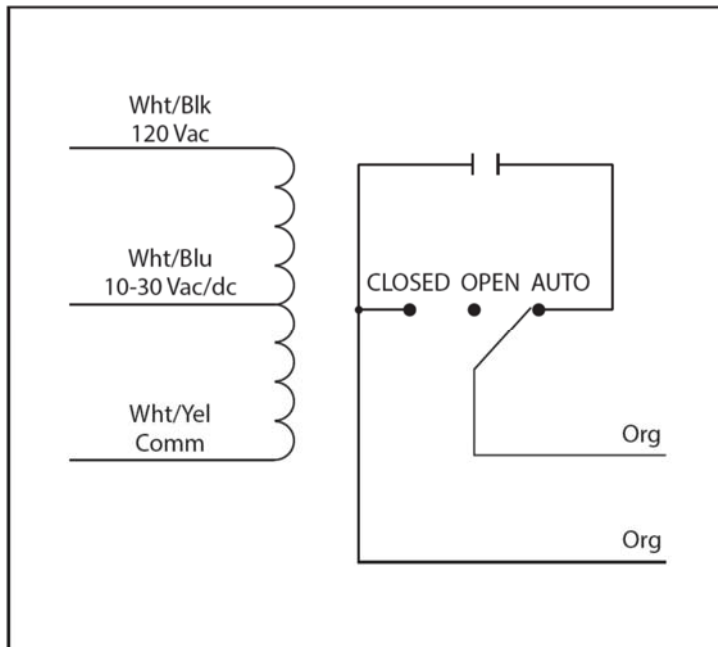 Wht/Blk
120 Vac
Wht/Blu
10-30 Vac/dc
Wht/Yel
Comm
CLOSED OPEN AUTO
Org
Org